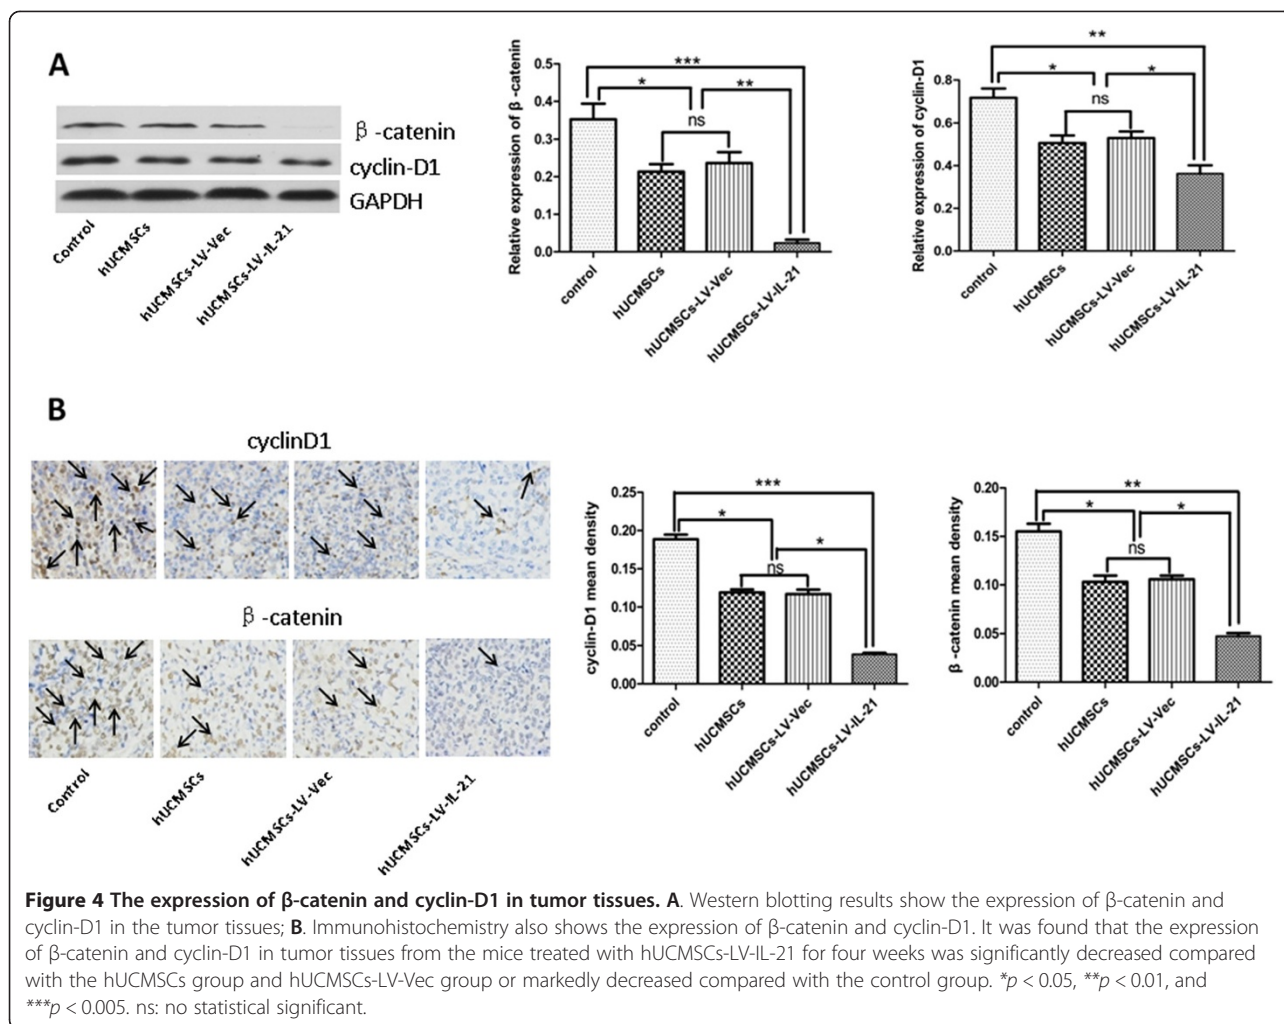 A
β-catenin
cyclin-D1
GAPDH
Control
hUCMSCs
hUCMSCs-LV-Vec
hUCMSCs-LV-IL-21
Relative expression of β-catenin
0.5
0.4
0.3
0.2
0.1
0.0
***
*
**
ns
control
hUCMSCs
hUCMSCs-LV-Vec
hUCMSCs-LV-IL-21
Relative expression of cyclin-D1
0.8
0.6
0.4
0.2
0.0
**
*
*
ns
control
hUCMSCs
hUCMSCs-LV-Vec
hUCMSCs-LV-IL-21
B
cyclinD1
β-catenin
Control
hUCMSCs
hUCMSCs-LV-Vec
hUCMSCs-LV-IL-21
cyclin-D1 mean density
0.25
0.20
0.15
0.10
0.05
0.00
***
*
*
ns
control
hUCMSCs
hUCMSCs-LV-Vec
hUCMSCs-LV-IL-21
β-catenin mean density
0.20
0.15
0.10
0.05
0.00
**
*
*
ns
control
hUCMSCs
hUCMSCs-LV-Vec
hUCMSCs-LV-IL-21
Figure 4 The expression of β-catenin and cyclin-D1 in tumor tissues. A. Western blotting results show the expression of β-catenin and
cyclin-D1 in the tumor tissues; B. Immunohistochemistry also shows the expression of β-catenin and cyclin-D1. It was found that the expression
of β-catenin and cyclin-D1 in tumor tissues from the mice treated with hUCMSCs-LV-IL-21 for four weeks was significantly decreased compared
with the hUCMSCs group and hUCMSCs-LV-Vec group or markedly decreased compared with the control group. *p < 0.05, **p < 0.01, and
***p < 0.005. ns: no statistical significant.